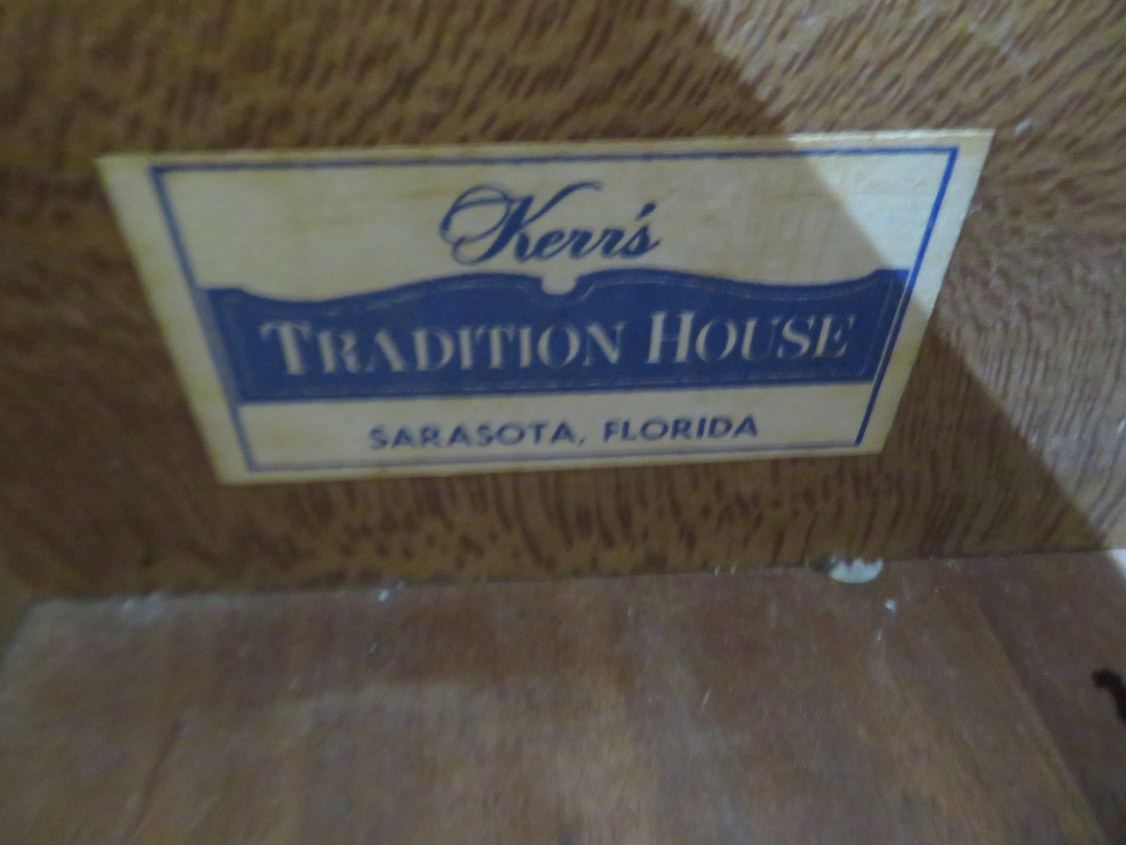 Kerr's
TRADITION HOUSE
SARASOTA, FLORIDA